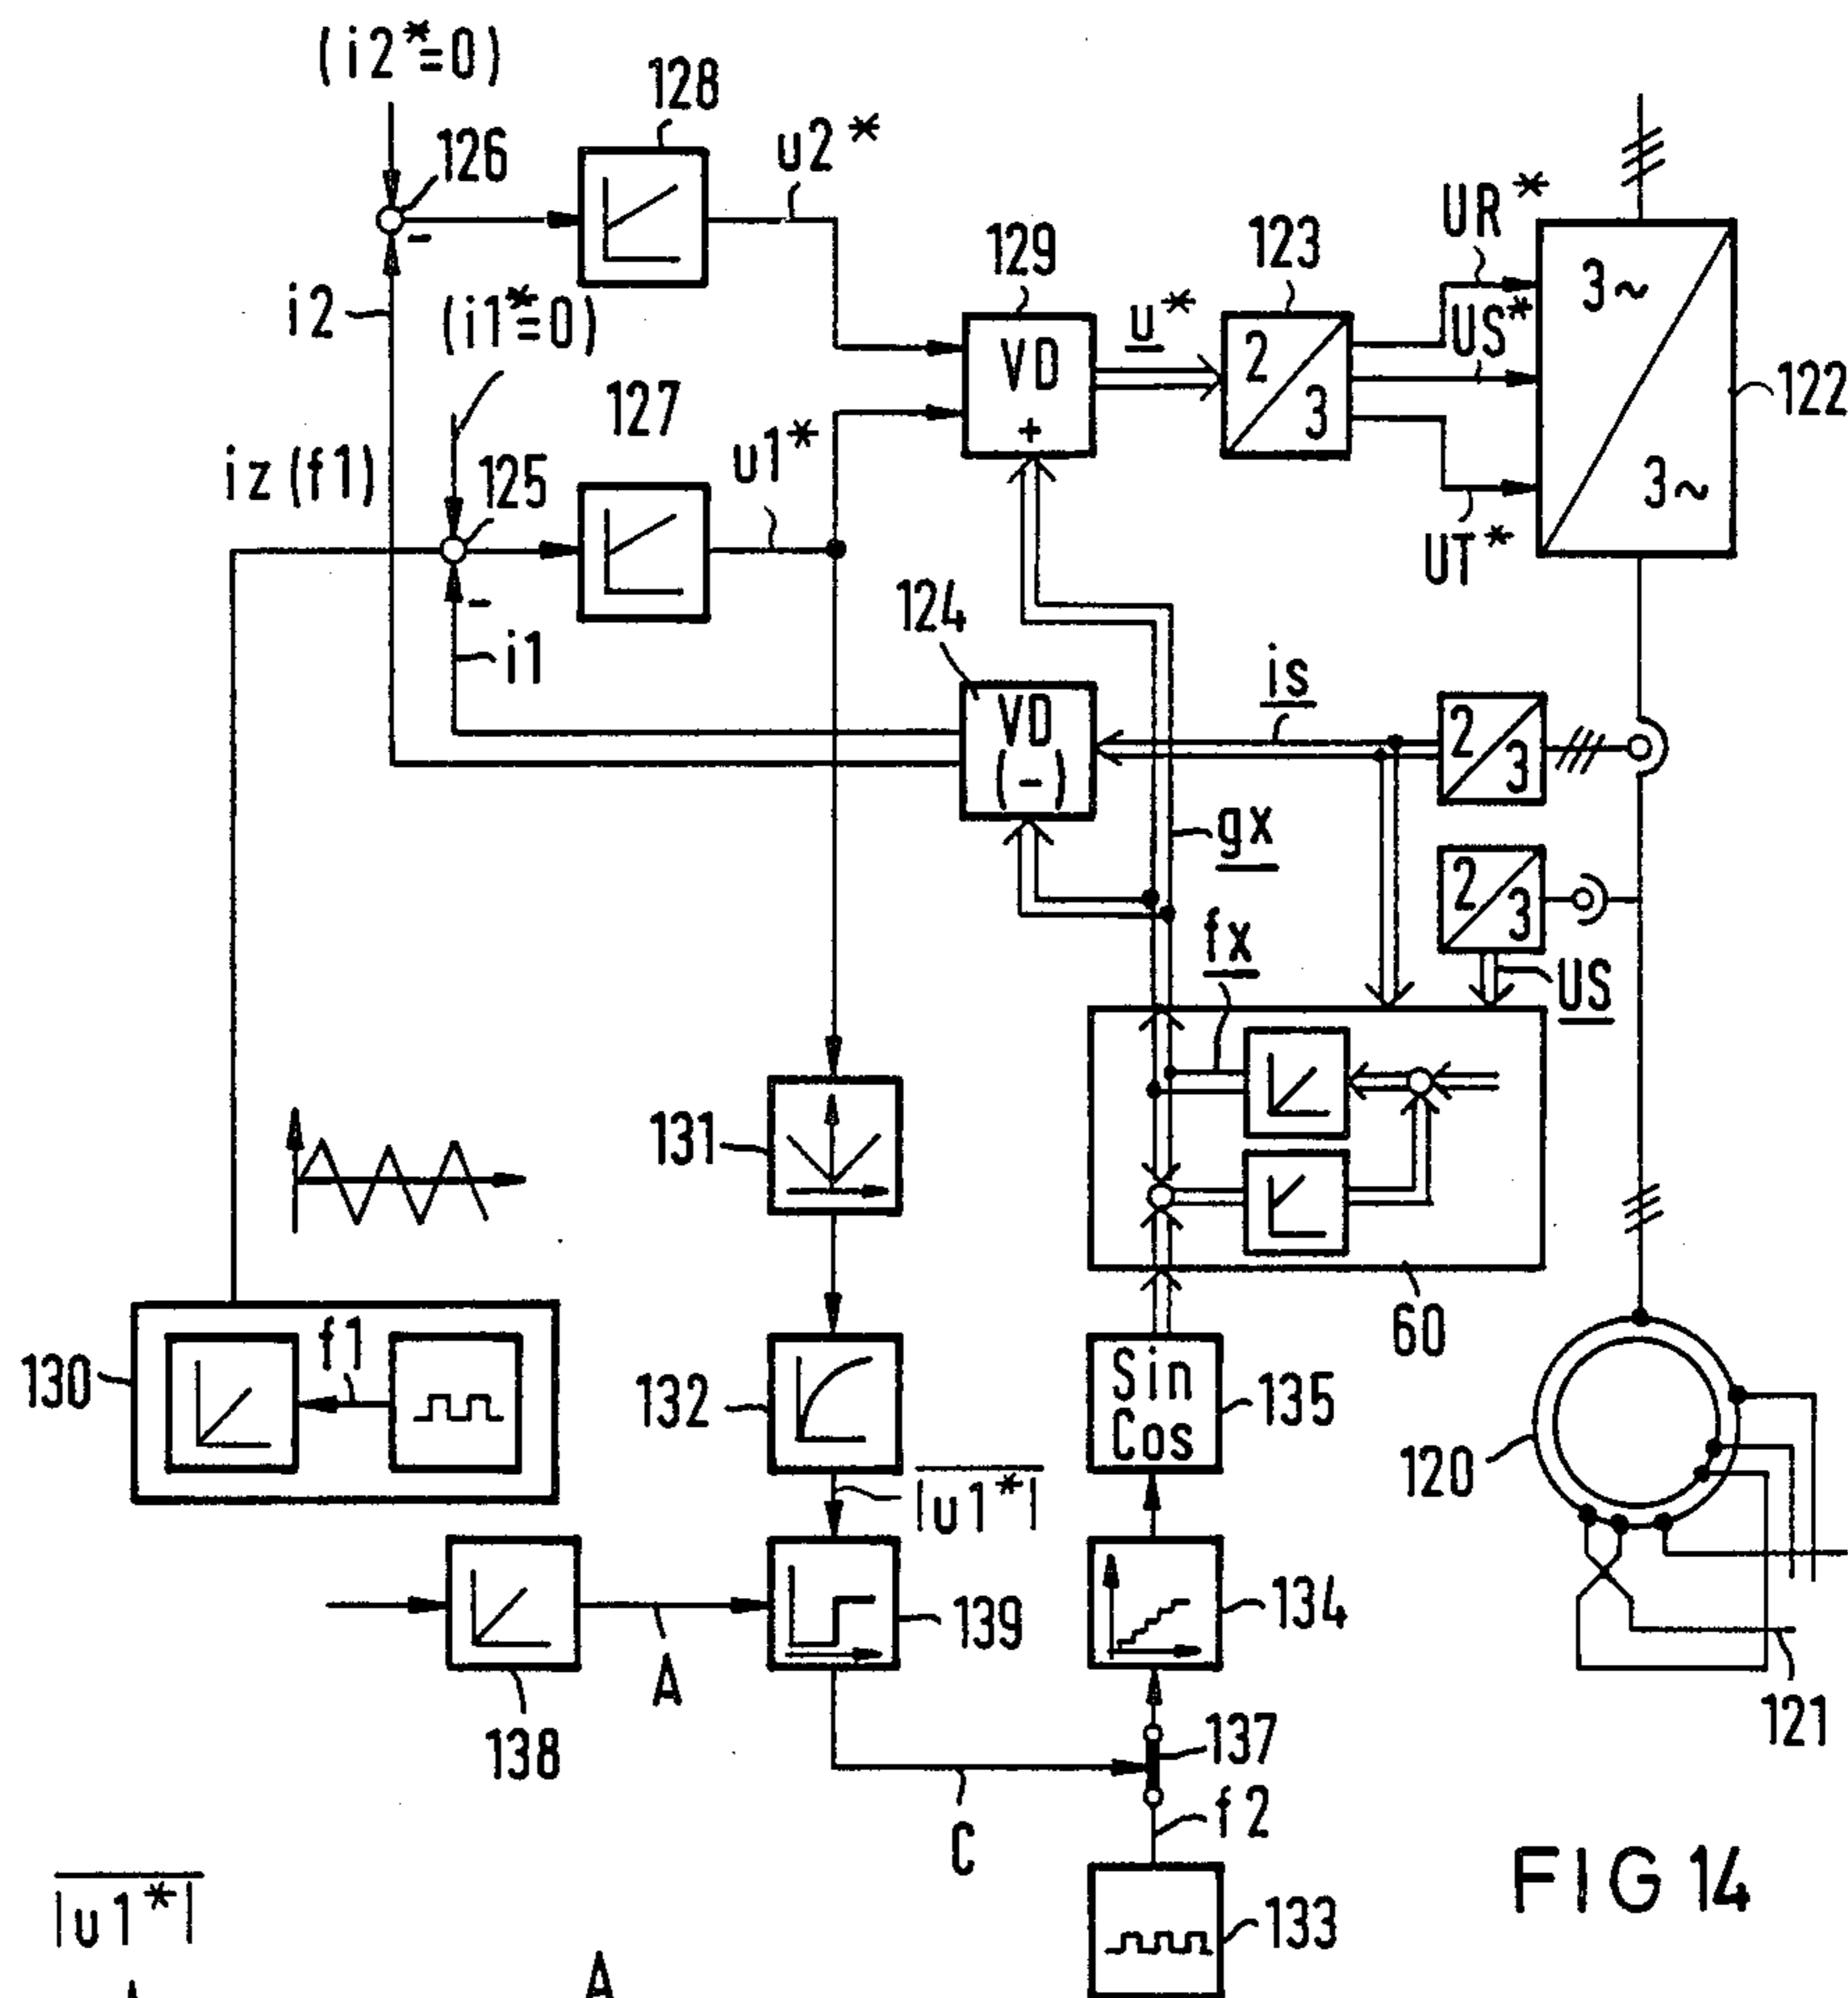 (i2*=0)
128
126
u2*
UR*
129
123
3~
i2
(i1*=0)
u*
US*
VD
+
2
3
122
127
3~
iz(f1)
125
u1*
UT*
124
i1
is
VD
(-)
2
3
gx
2
3
fx
US
131
60
f1
130
132
Sin
Cos
135
120
|u1*|
139
134
A
121
138
137
f2
C
FIG 14
|u1*|
133
A